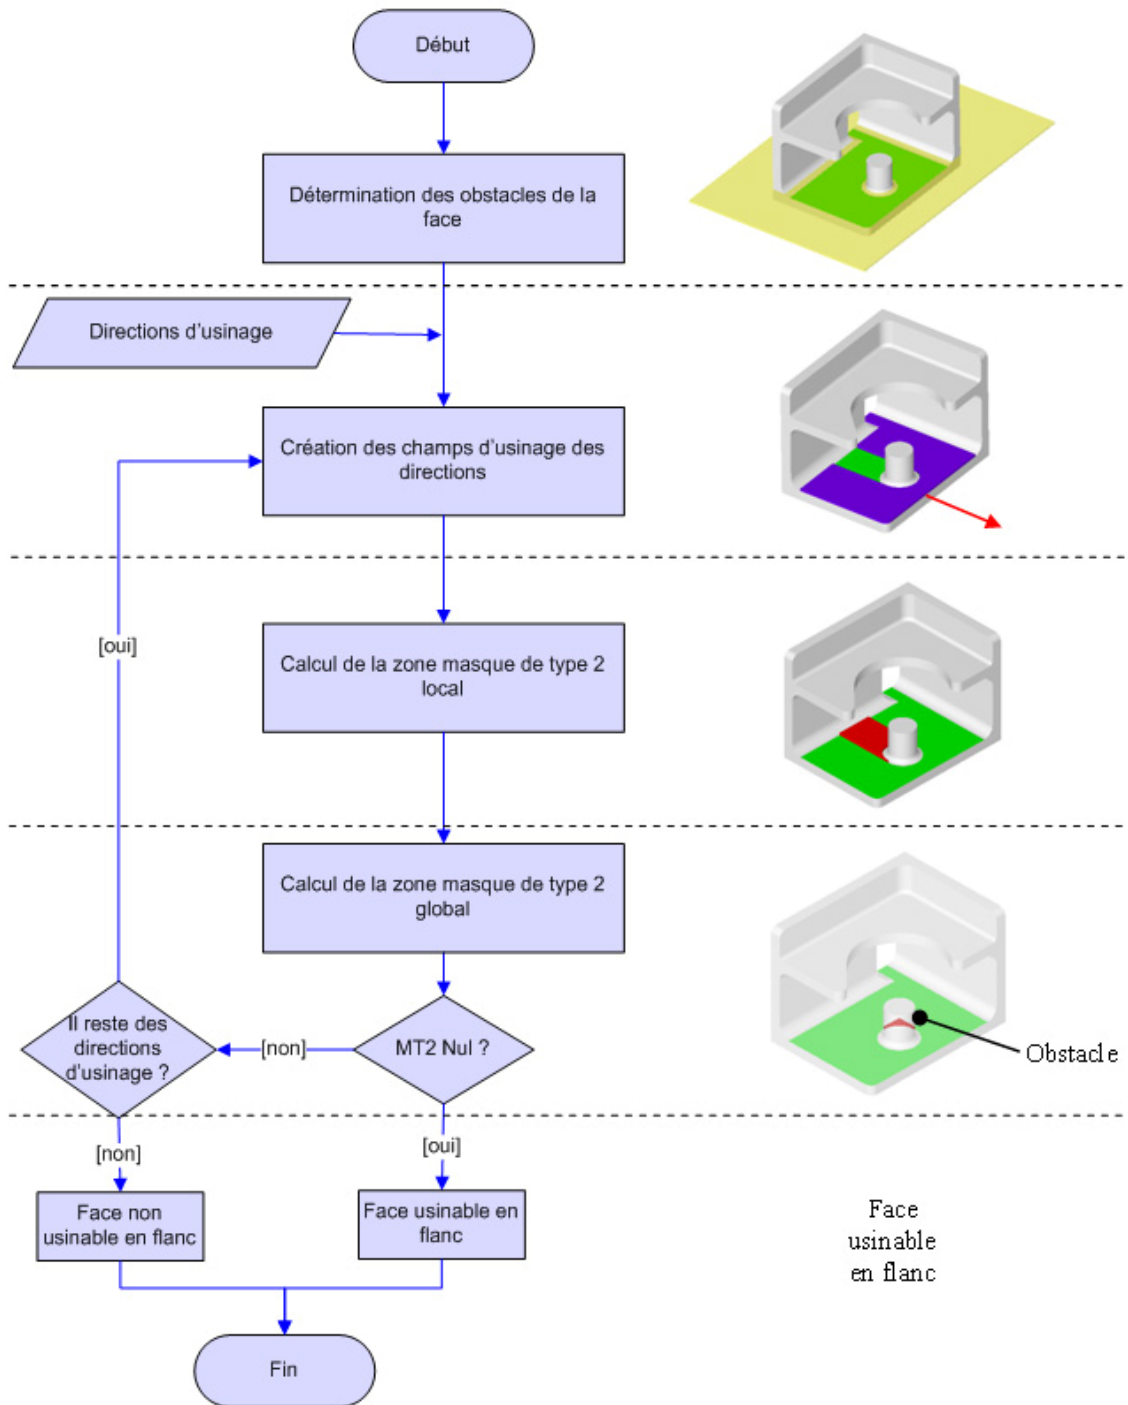 Début
Détermination des obstacles de la
face
Directions d'usinage
Création des champs d'usinage des
directions
[oui]
Calcul de la zone masque de type 2
local
Calcul de la zone masque de type 2
global
Il reste des
directions
d'usinage ?
[non]
MT2 Nul ?
Obstacle
[non]
[oui]
Face non
usinable en flanc
Face usinable en
flanc
Face
usinable
en flanc
Fin